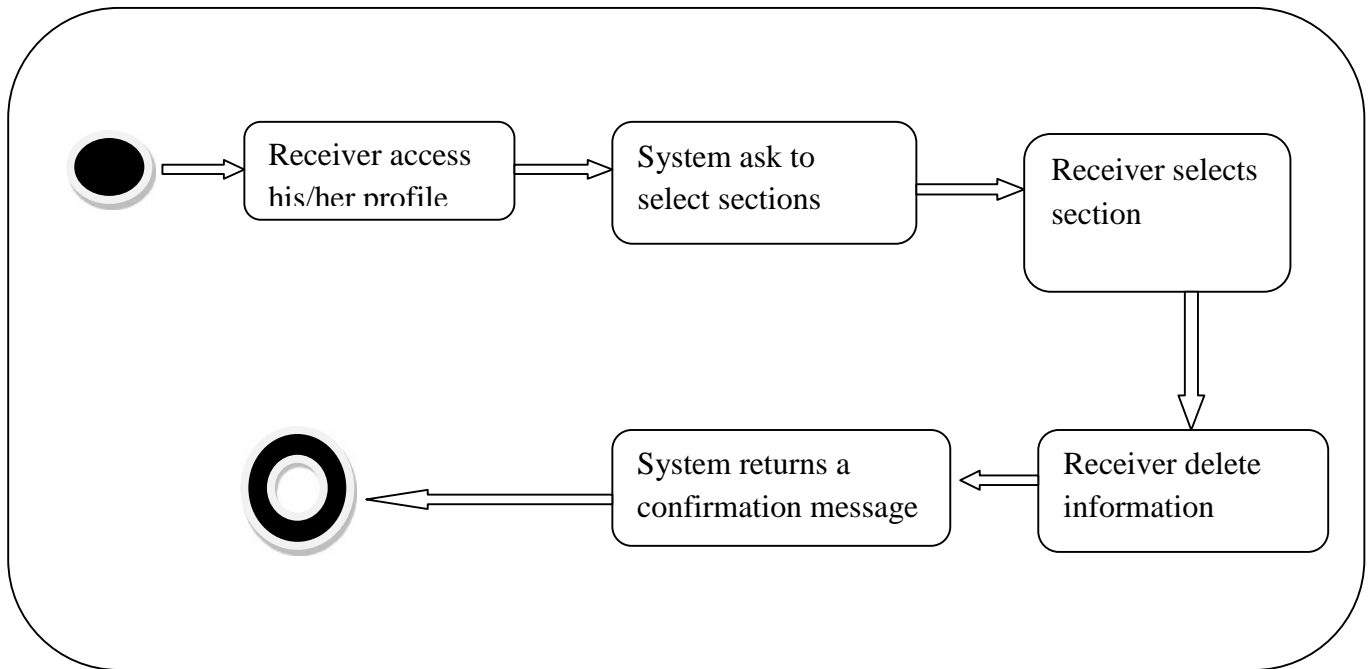 Receiver access
his/her profile
System ask to
select sections
Receiver selects
section
Receiver delete
information
System returns a
confirmation message